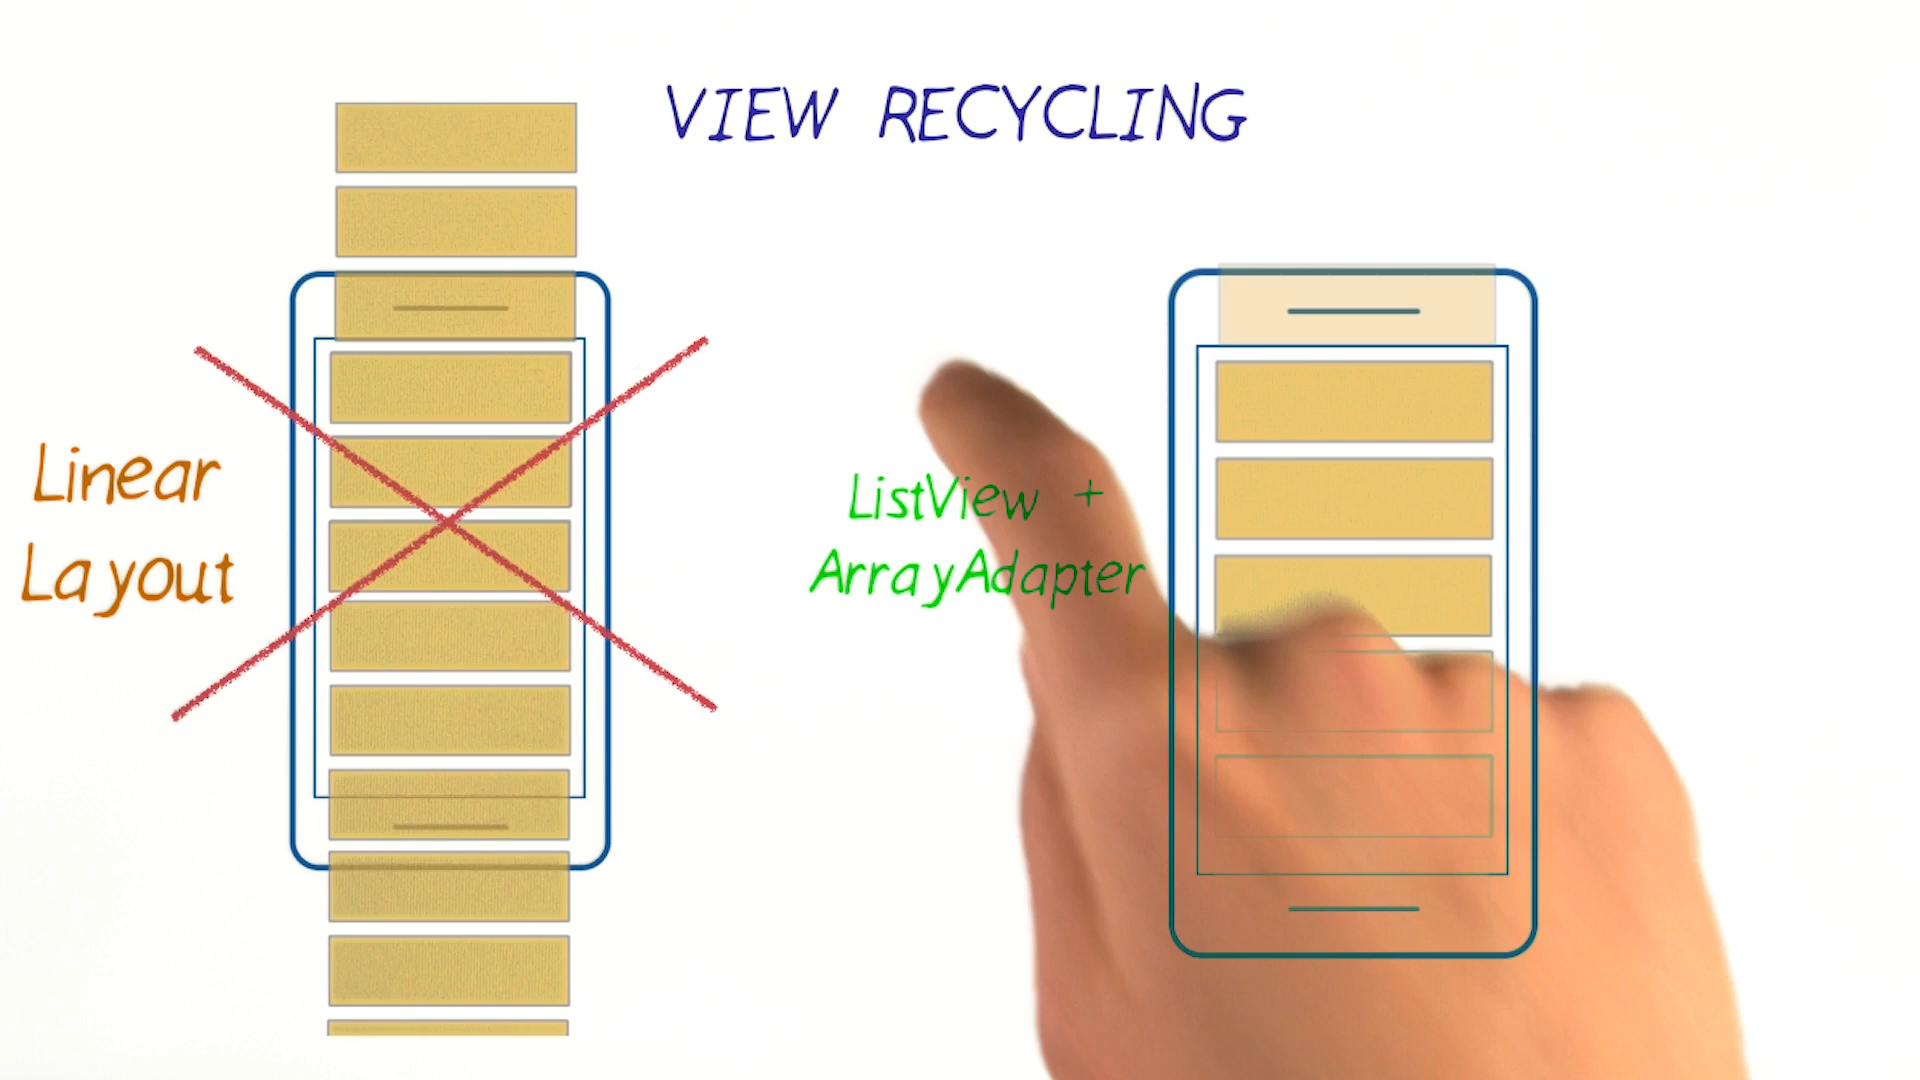 VIEW RECYCLING
Linear
Layout
ListView +
ArrayAdapter